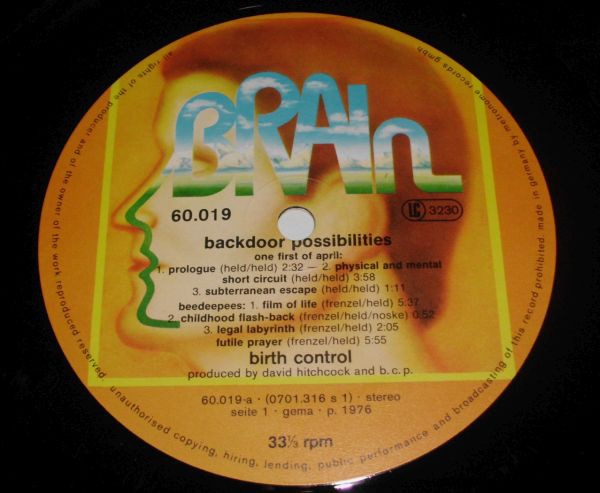 BRAIn
60.019
LC 3230
backdoor possibilities
one first of april:
1. prologue (held/held) 2:32 — 2. physical and mental
short circuit (held/held) 3:58
3. subterranean escape (held/held) 1:11
beedeepees: 1. film of life (frenzel/held) 5:37
2. childhood flash-back (frenzel/held/noske) 0:52
3. legal labyrinth (frenzel/held) 2:05
futile prayer (frenzel/held) 5:55
birth control
produced by david hitchcock and b.c.p.
60.019-a · (0701.316 s 1) · stereo
seite 1 · gema · p. 1976
33⅓ rpm
all rights of the producer and of the owner of the work reproduced reserved. unauthorised copying, hiring, lending, public performance and broadcasting of this record prohibited. made in germany by metronome records gmbh